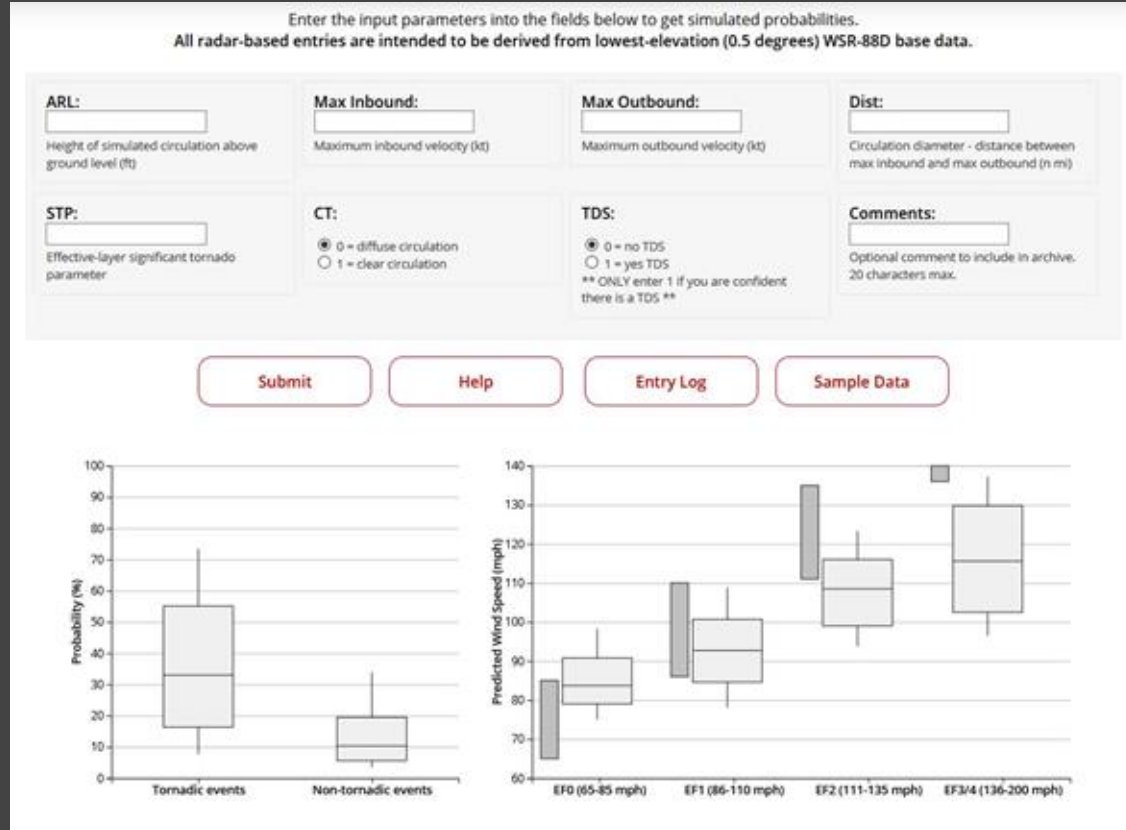 Enter the input parameters into the fields below to get simulated probabilities.
All radar-based entries are intended to be derived from lowest-elevation (0.5 degrees) WSR-88D base data.
ARL:
Height of simulated circulation above
ground level (ft)
Max Inbound:
Maximum inbound velocity (kt)
Max Outbound:
Maximum outbound velocity (kt)
Dist:
Circulation diameter - distance between
max inbound and max outbound (n mi)
STP:
Effective-layer significant tornado
parameter
CT:
0 = diffuse circulation
1 = clear circulation
TDS:
0 = no TDS
1 = yes TDS
** ONLY enter 1 if you are confident
there is a TDS **
Comments:
Optional comment to include in archive.
20 characters max.
Submit
Help
Entry Log
Sample Data
Probability (%)
100
90
80
70
60
50
40
30
20
10
0
Tornadic events
Non-tornadic events
Predicted Wind Speed (mph)
140
130
120
110
100
90
80
70
60
EF0 (65-85 mph)
EF1 (86-110 mph)
EF2 (111-135 mph)
EF3/4 (136-200 mph)